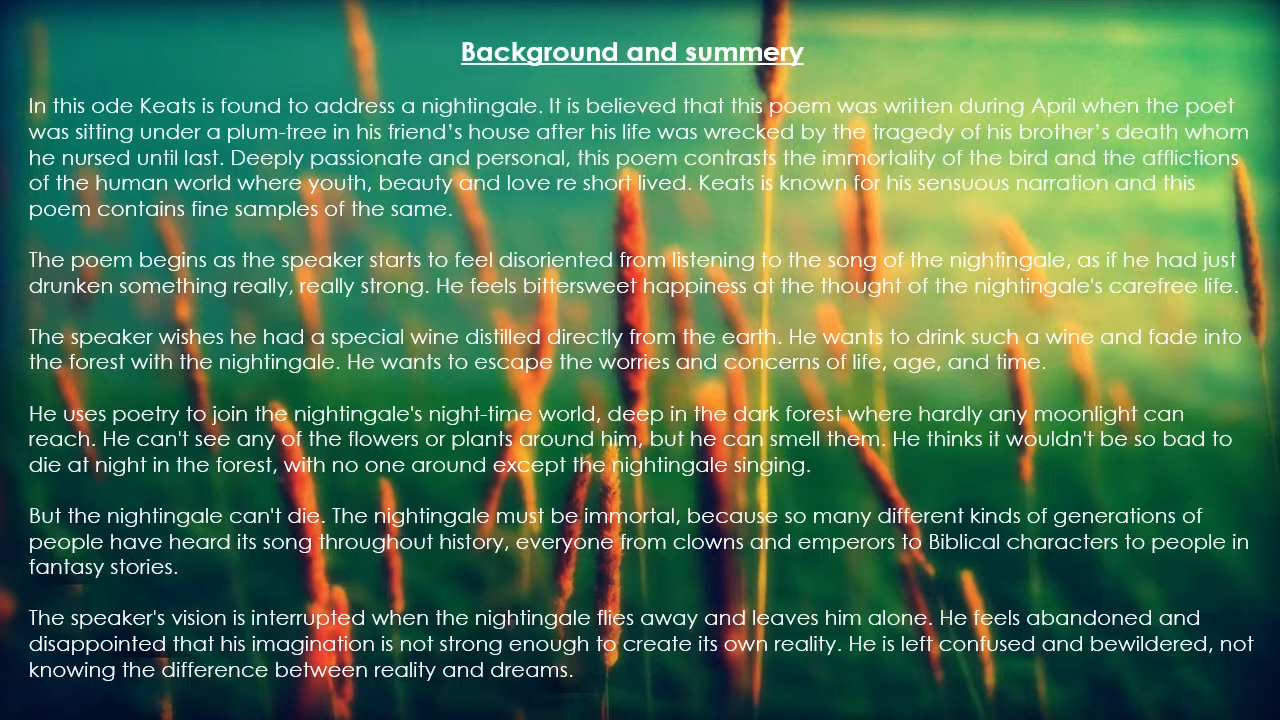 Background and summery
In this ode Keats is found to address a nightingale. It is believed that this poem was written during April when the poet
was sitting under a plum-tree in his friend’s house after his life was wrecked by the tragedy of his brother’s death whom
he nursed until last. Deeply passionate and personal, this poem contrasts the immortality of the bird and the afflictions
of the human world where youth, beauty and love re short lived. Keats is known for his sensuous narration and this
poem contains fine samples of the same.
The poem begins as the speaker starts to feel disoriented from listening to the song of the nightingale, as if he had just
drunken something really, really strong. He feels bittersweet happiness at the thought of the nightingale's carefree life.
The speaker wishes he had a special wine distilled directly from the earth. He wants to drink such a wine and fade into
the forest with the nightingale. He wants to escape the worries and concerns of life, age, and time.
He uses poetry to join the nightingale's night-time world, deep in the dark forest where hardly any moonlight can
reach. He can't see any of the flowers or plants around him, but he can smell them. He thinks it wouldn't be so bad to
die at night in the forest, with no one around except the nightingale singing.
But the nightingale can't die. The nightingale must be immortal, because so many different kinds of generations of
people have heard its song throughout history, everyone from clowns and emperors to Biblical characters to people in
fantasy stories.
The speaker's vision is interrupted when the nightingale flies away and leaves him alone. He feels abandoned and
disappointed that his imagination is not strong enough to create its own reality. He is left confused and bewildered, not
knowing the difference between reality and dreams.